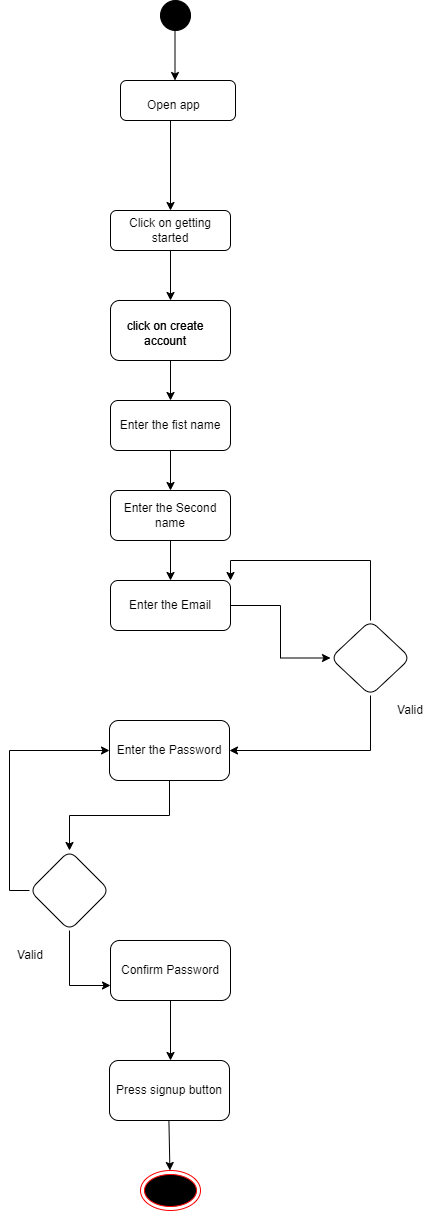 Open app
Click on getting
started
click on create
account
Enter the fist name
Enter the Second
name
Enter the Email
Valid
Enter the Password
Valid
Confirm Password
Press signup button